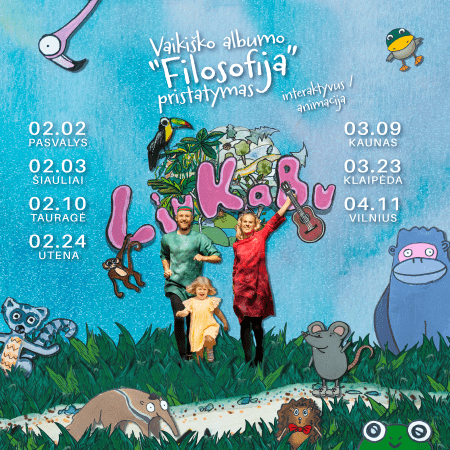 Vaikiško albumo
"Filosofija"
pristatymas
interaktyvus /
animacija
02.02
PASVALYS
02.03
ŠIAULIAI
02.10
TAURAGĖ
02.24
UTENA
03.09
KAUNAS
03.23
KLAIPĖDA
04.11
VILNIUS
LiuKaBu